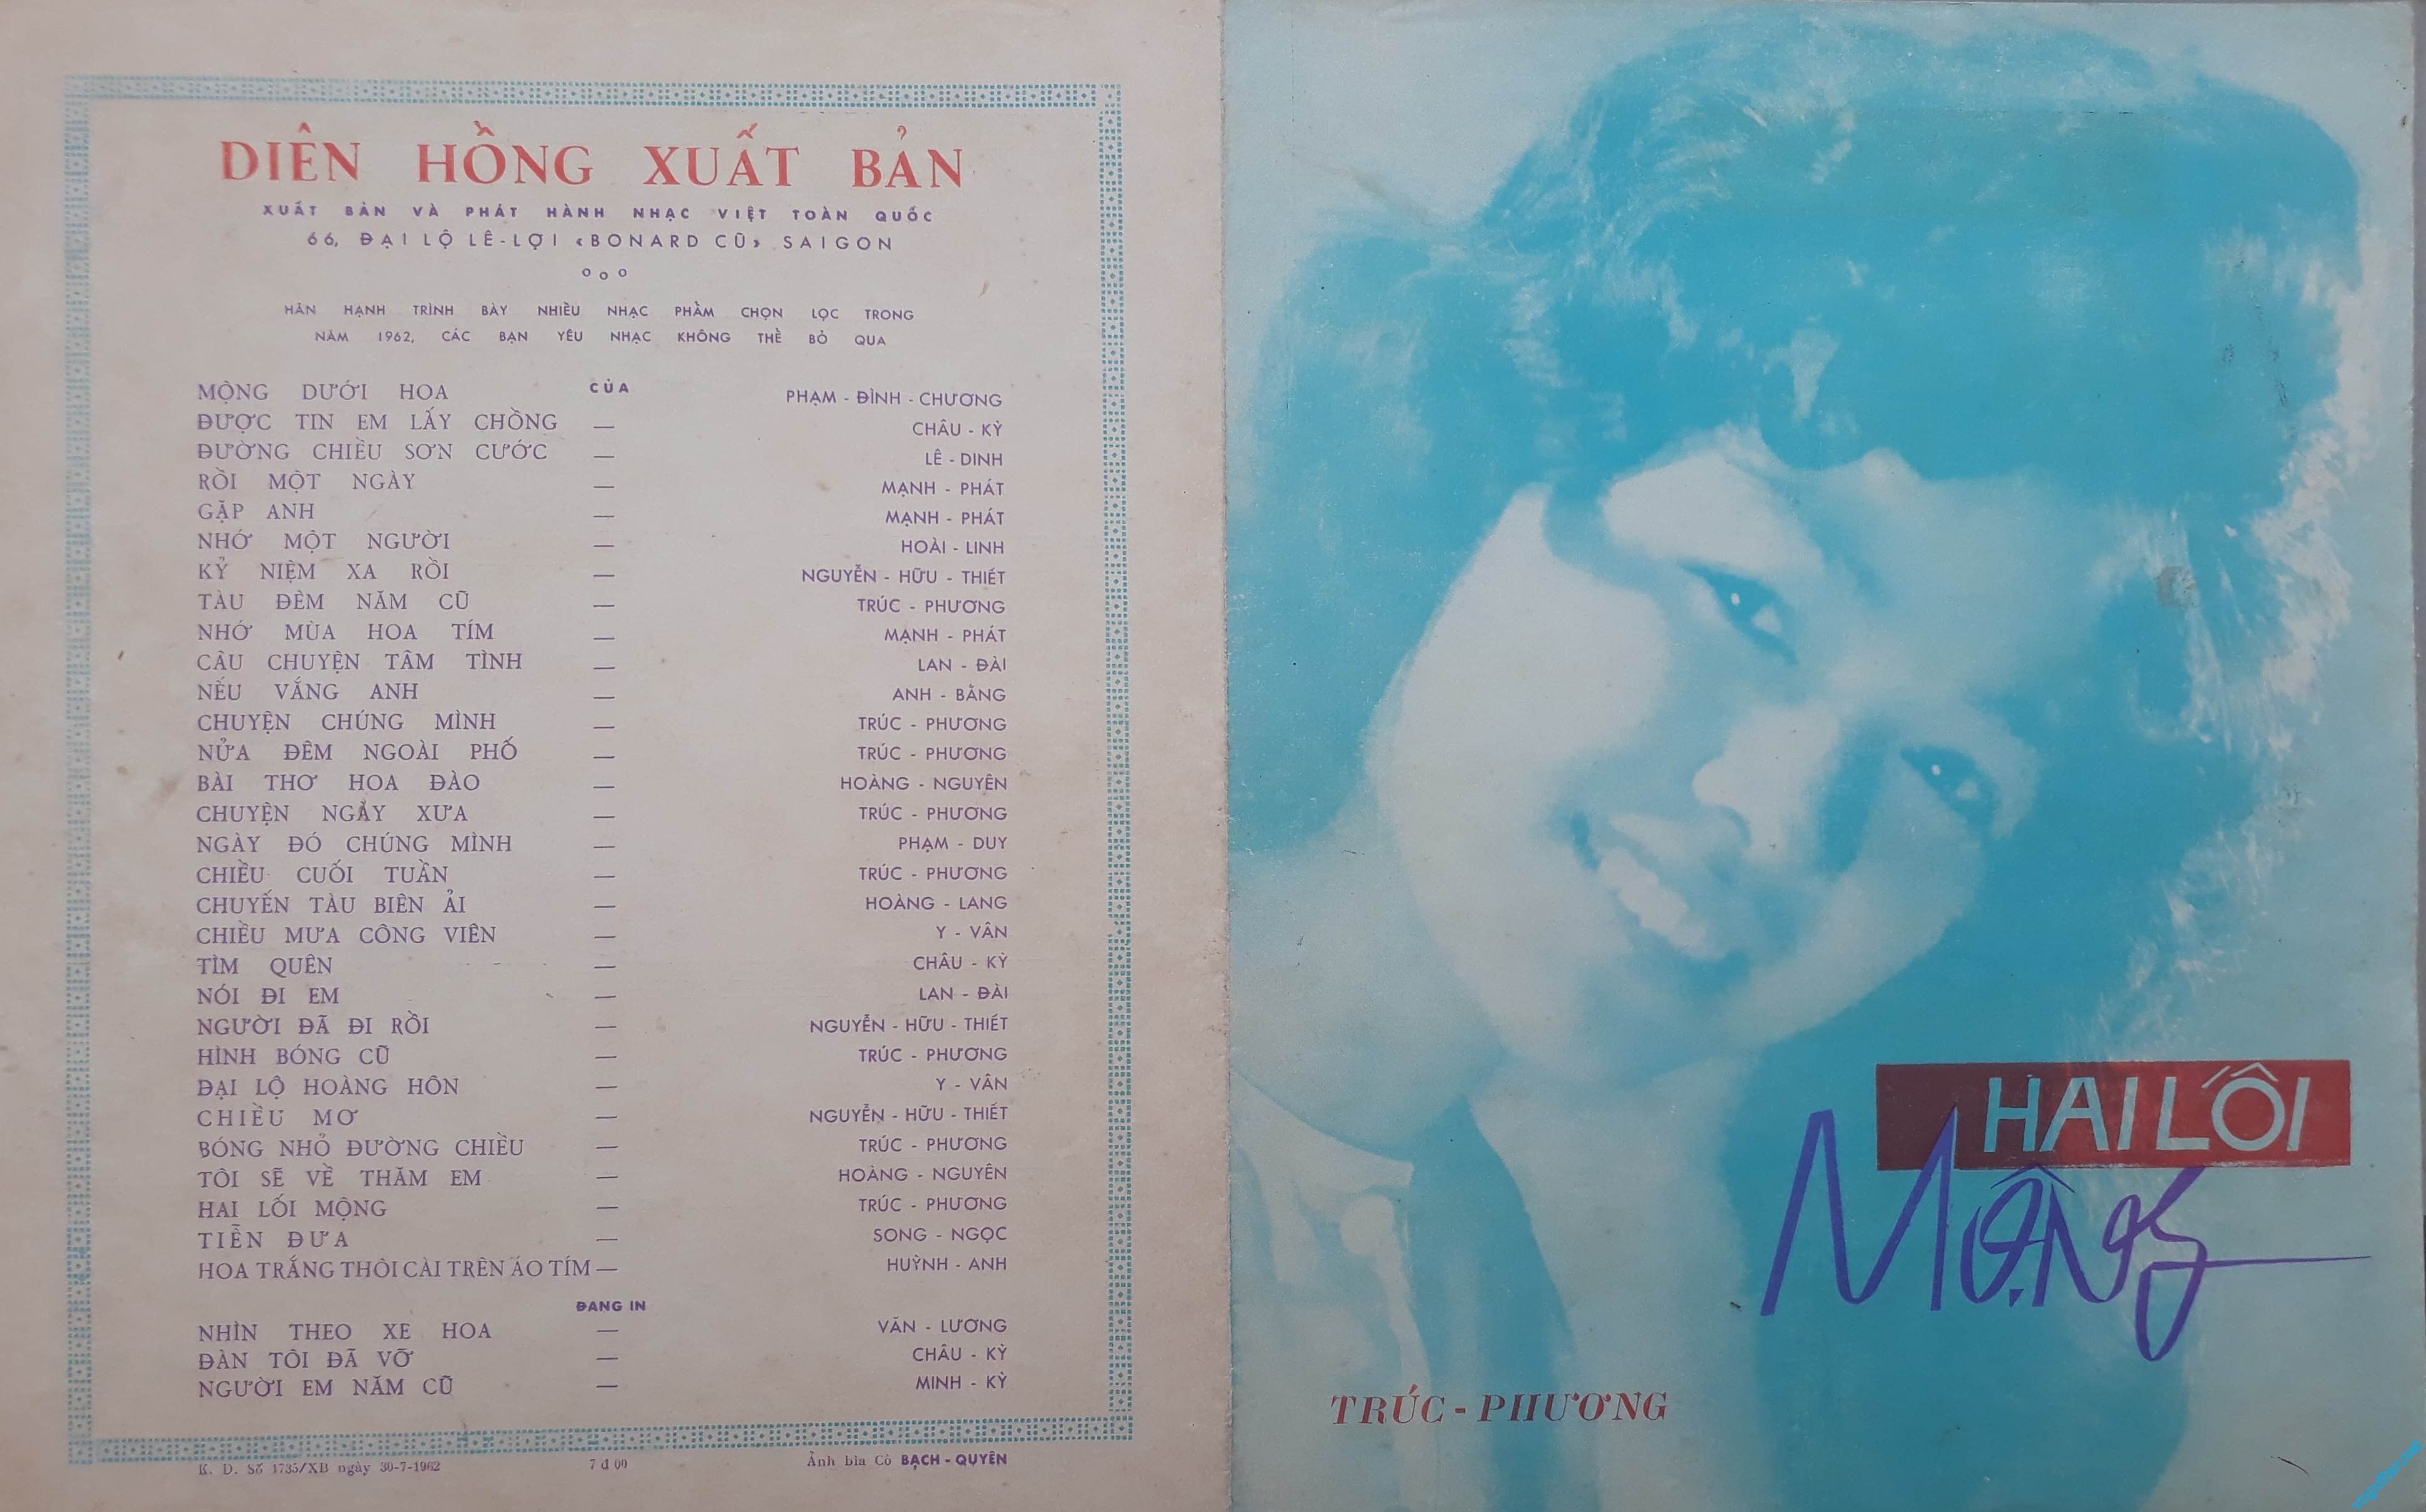 DIÊN HỒNG XUẤT BẢN
XUẤT BẢN VÀ PHÁT HÀNH NHẠC VIỆT TOÀN QUỐC
66, ĐẠI LỘ LÊ-LỢI «BONARD CŨ» SAIGON
HÂN HẠNH TRÌNH BÀY NHIỀU NHẠC PHẨM CHỌN LỌC TRONG
NĂM 1962, CÁC BẠN YÊU NHẠC KHÔNG THỂ BỎ QUA
MỘNG DƯỚI HOA CỦA PHẠM - ĐÌNH - CHƯƠNG
ĐƯỢC TIN EM LẤY CHỒNG — CHÂU - KỲ
ĐƯỜNG CHIỀU SƠN CƯỚC — LÊ - DINH
RỒI MỘT NGÀY — MẠNH - PHÁT
GẶP ANH — MẠNH - PHÁT
NHỚ MỘT NGƯỜI — HOÀI - LINH
KỶ NIỆM XA RỒI — NGUYỄN - HỮU - THIẾT
TÀU ĐÊM NĂM CŨ — TRÚC - PHƯƠNG
NHỚ MÙA HOA TÍM — MẠNH - PHÁT
CÂU CHUYỆN TÂM TÌNH — LAN - ĐÀI
NẾU VẮNG ANH — ANH - BẰNG
CHUYỆN CHÚNG MÌNH — TRÚC - PHƯƠNG
NỬA ĐÊM NGOÀI PHỐ — TRÚC - PHƯƠNG
BÀI THƠ HOA ĐÀO — HOÀNG - NGUYÊN
CHUYỆN NGÀY XƯA — TRÚC - PHƯƠNG
NGÀY ĐÓ CHÚNG MÌNH — PHẠM - DUY
CHIỀU CUỐI TUẦN — TRÚC - PHƯƠNG
CHUYẾN TÀU BIÊN ẢI — HOÀNG - LANG
CHIỀU MƯA CÔNG VIÊN — Y - VÂN
TÌM QUÊN — CHÂU - KỲ
NÓI ĐI EM — LAN - ĐÀI
NGƯỜI ĐÃ ĐI RỒI — NGUYỄN - HỮU - THIẾT
HÌNH BÓNG CŨ — TRÚC - PHƯƠNG
ĐẠI LỘ HOÀNG HÔN — Y - VÂN
CHIỀU MƠ — NGUYỄN - HỮU - THIẾT
BÓNG NHỎ ĐƯỜNG CHIỀU — TRÚC - PHƯƠNG
TÔI SẼ VỀ THĂM EM — HOÀNG - NGUYÊN
HAI LỐI MỘNG — TRÚC - PHƯƠNG
TIỄN ĐƯA — SONG - NGỌC
HOA TRẮNG THÔI CÀI TRÊN ÁO TÍM — HUỲNH - ANH
ĐANG IN
NHÌN THEO XE HOA — VĂN - LƯƠNG
ĐÀN TÔI ĐÃ VỠ — CHÂU - KỲ
NGƯỜI EM NĂM CŨ — MINH - KỲ
K. D. Số 1735/XB ngày 30-7-1962 7 đ 00 Ảnh bìa Cô BẠCH - QUYÊN
HAI LỐI
MỘNG
TRÚC - PHƯƠNG